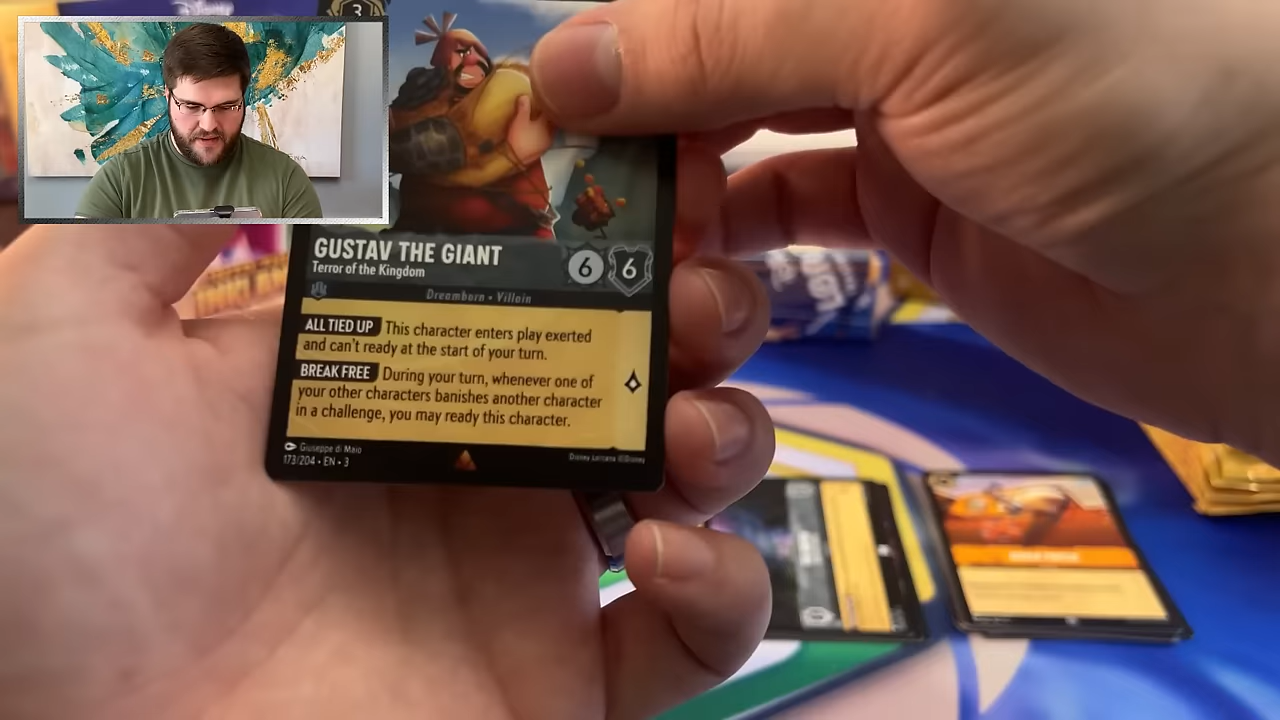 Disney
3
GUSTAV THE GIANT
Terror of the Kingdom
6 6
Dreamborn • Villain
ALL TIED UP This character enters play exerted
and can't ready at the start of your turn.
BREAK FREE During your turn, whenever one of
your other characters banishes another character
in a challenge, you may ready this character.
Giuseppe di Maio
173/204 • EN • 3
Disney Lorcana ©Disney